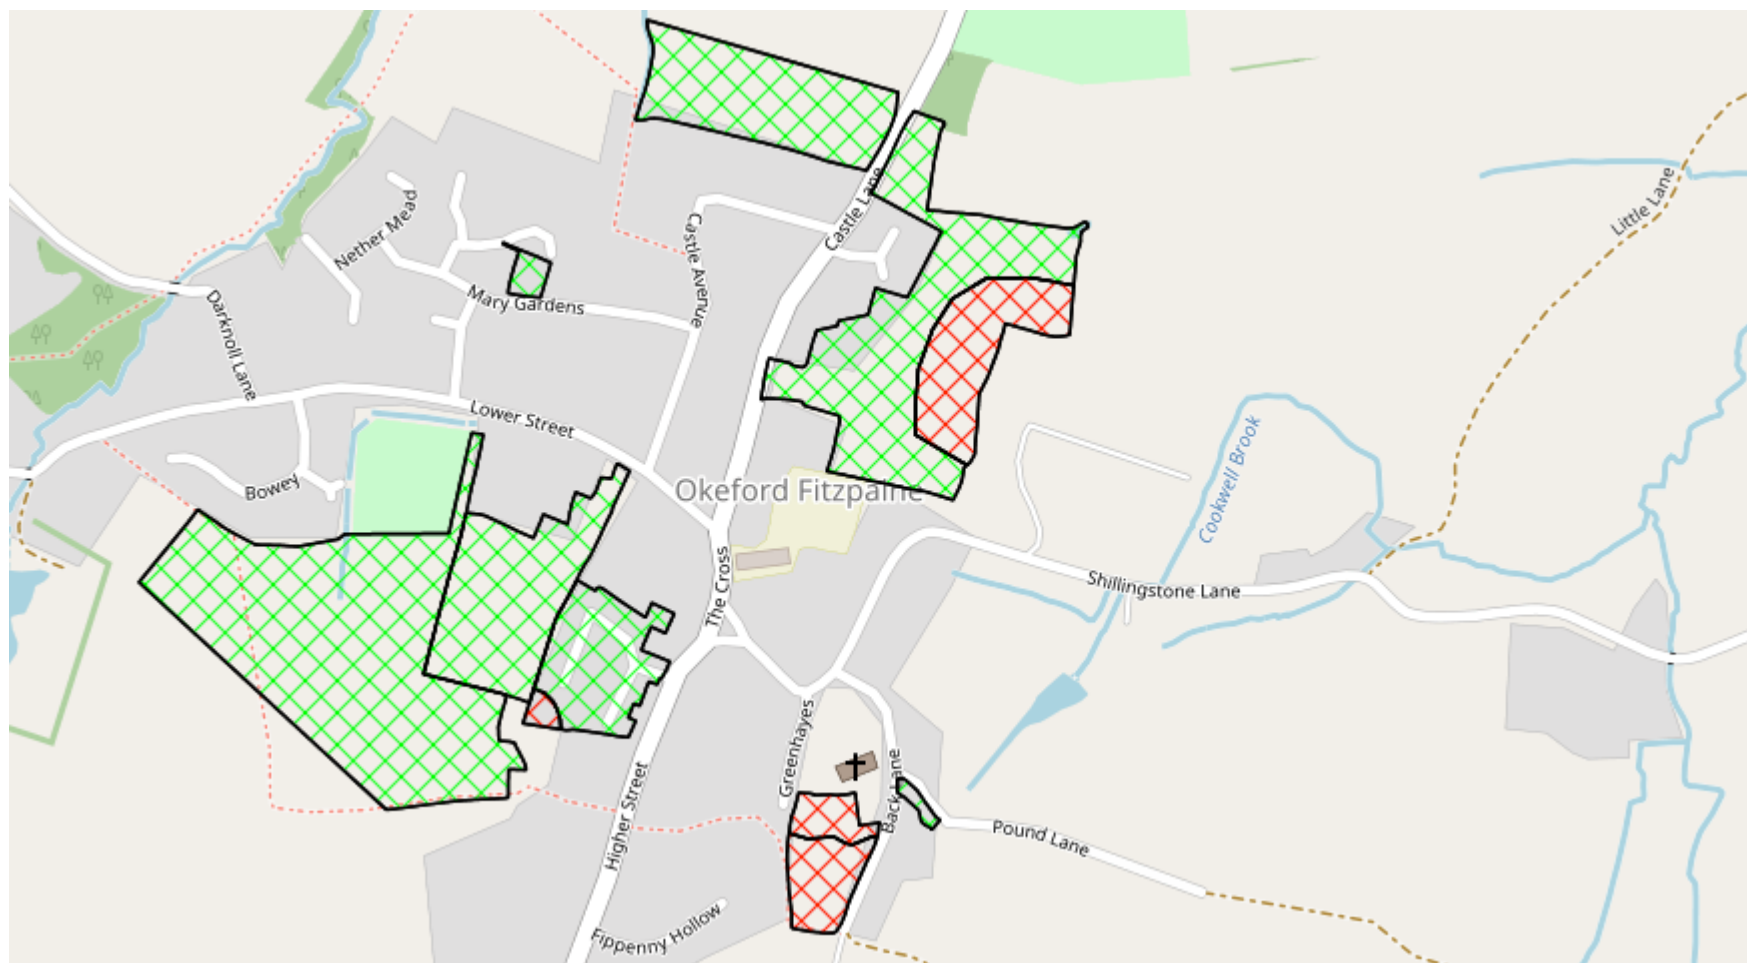 Castle Lane
Little Lane
Nether Mead
Castle Avenue
Mary Gardens
Darknoll Lane
Lower Street
Bowey
Okeford Fitzpaine
Cookwell Brook
The Cross
Shillingstone Lane
Greenhayes
Back Lane
Higher Street
Pound Lane
Fippenny Hollow